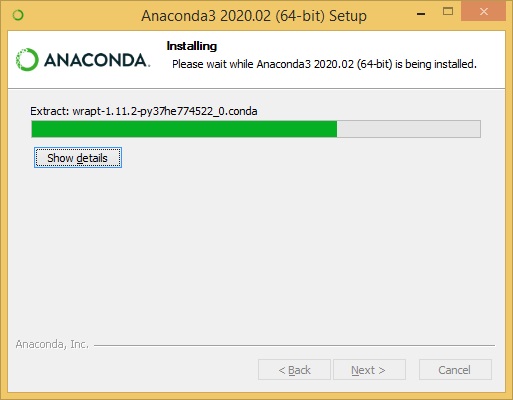 Anaconda3 2020.02 (64-bit) Setup
ANACONDA.
Installing
Please wait while Anaconda3 2020.02 (64-bit) is being installed.
Extract: wrapt-1.11.2-py37he774522_0.conda
Show details
Anaconda, Inc.
< Back
Next >
Cancel